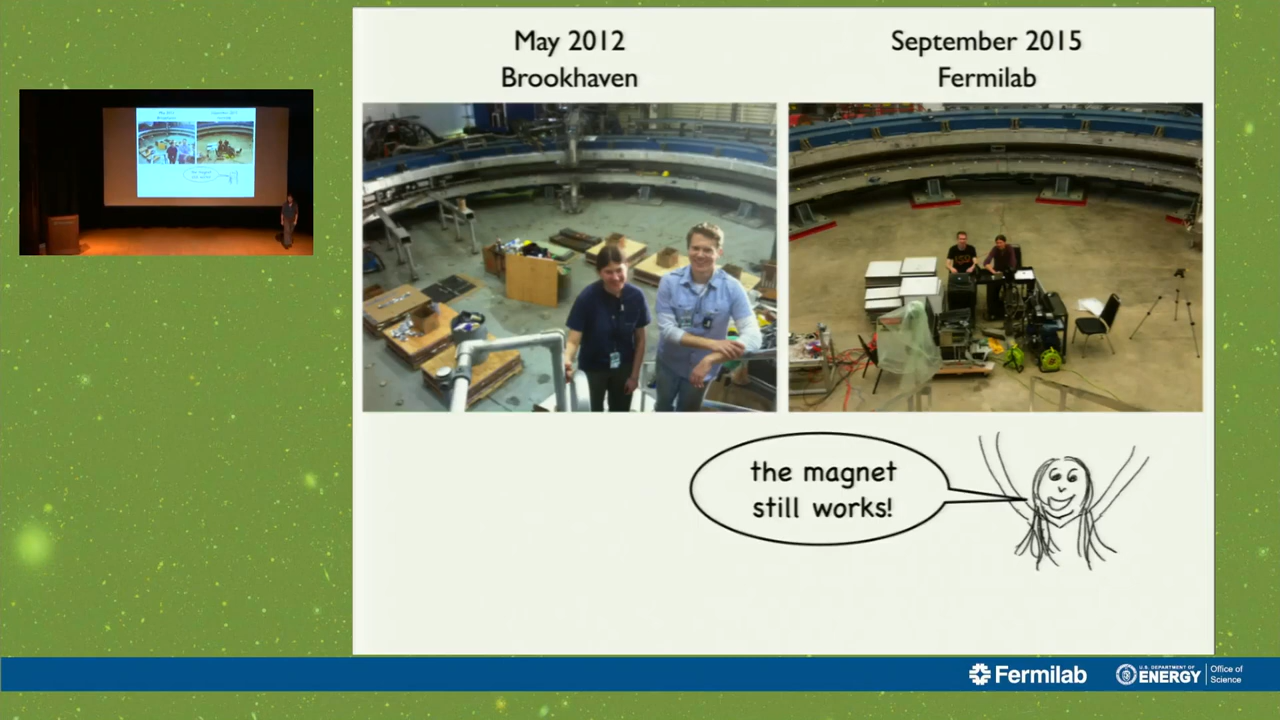 May 2012
Brookhaven
September 2015
Fermilab
the magnet
still works!
Fermilab
U.S. DEPARTMENT OF
ENERGY
Office of
Science